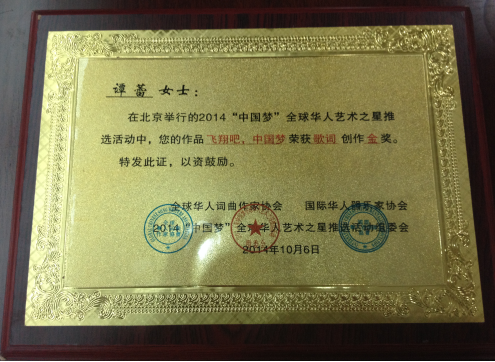 谭蕾 女士：
在北京举行的2014“中国梦”全球华人艺术之星推
选活动中，您的作品飞翔吧，中国梦荣获歌词创作金奖。
特发此证，以资鼓励。
全球华人词曲作家协会 国际华人音乐家协会
2014“中国梦”全球华人艺术之星推选活动组委会
2014年10月6日